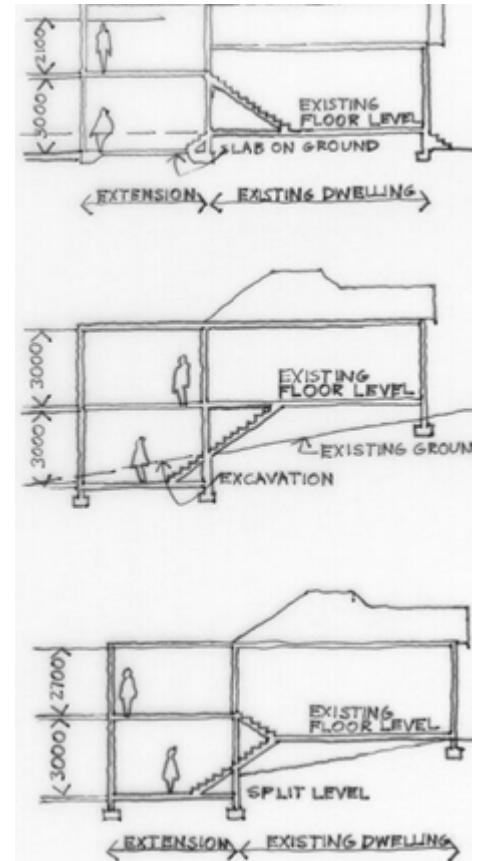 2100
3000
EXISTING
FLOOR LEVEL
SLAB ON GROUND
EXTENSION
EXISTING DWELLING
3000
3000
EXISTING
FLOOR LEVEL
EXISTING GROUN
EXCAVATION
2700
3000
EXISTING
FLOOR LEVEL
SPLIT LEVEL
EXTENSION
EXISTING DWELLING